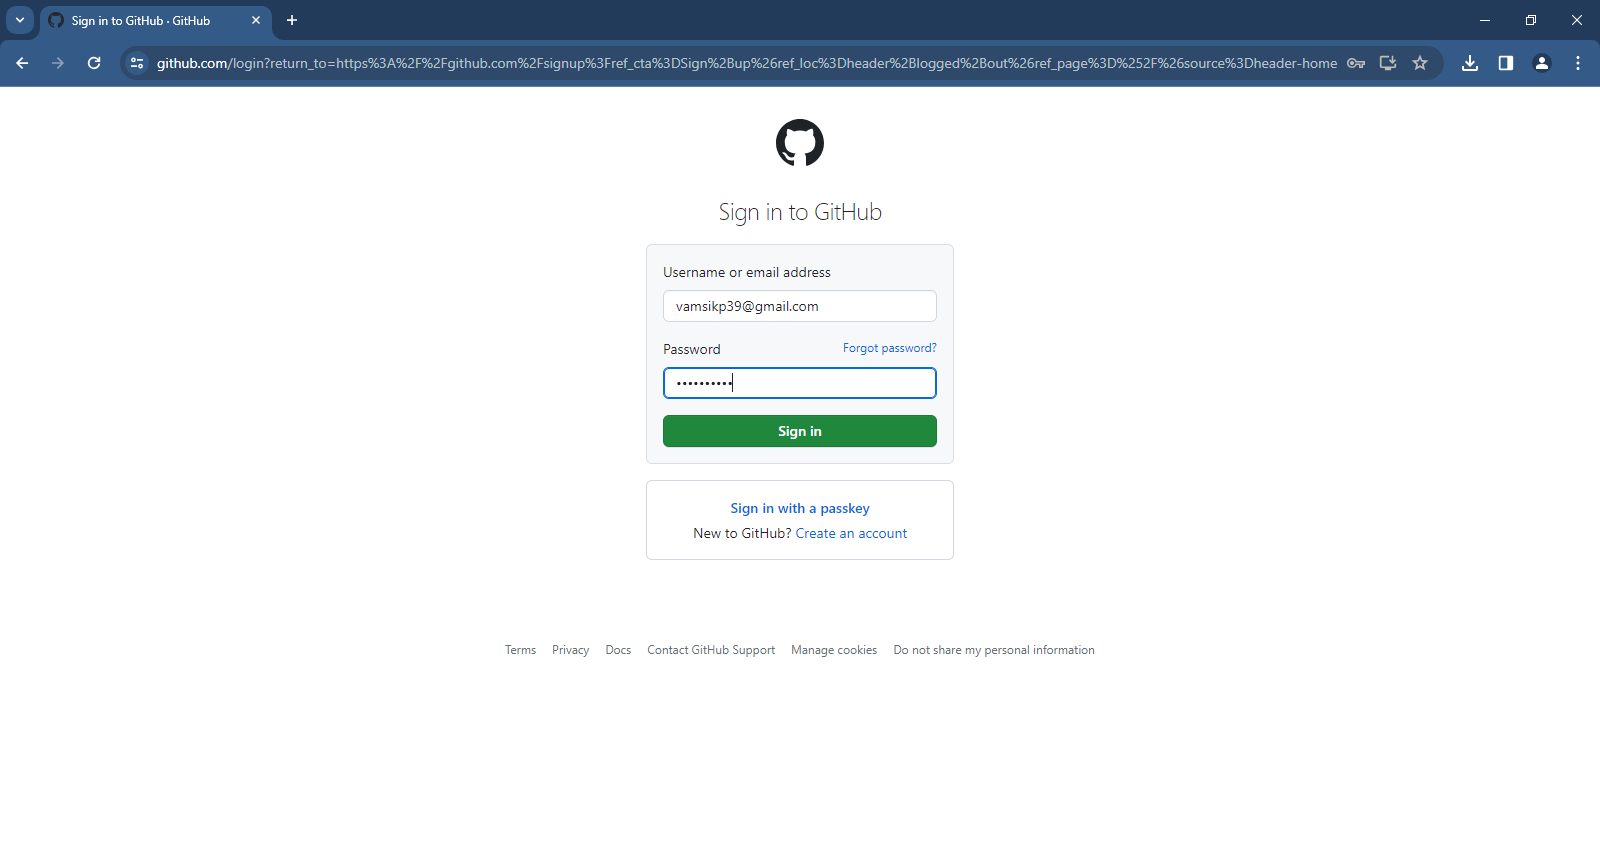 Sign in to GitHub · GitHub
github.com/login?return_to=https%3A%2F%2Fgithub.com%2Fsignup%3Fref_cta%3DSign%2Bup%26ref_loc%3Dheader%2Blogged%2Bout%26ref_page%3D%252F%26source%3Dheader-home
Sign in to GitHub
Username or email address
vamsikp39@gmail.com
Password Forgot password?
••••••••••
Sign in
Sign in with a passkey
New to GitHub? Create an account
Terms Privacy Docs Contact GitHub Support Manage cookies Do not share my personal information